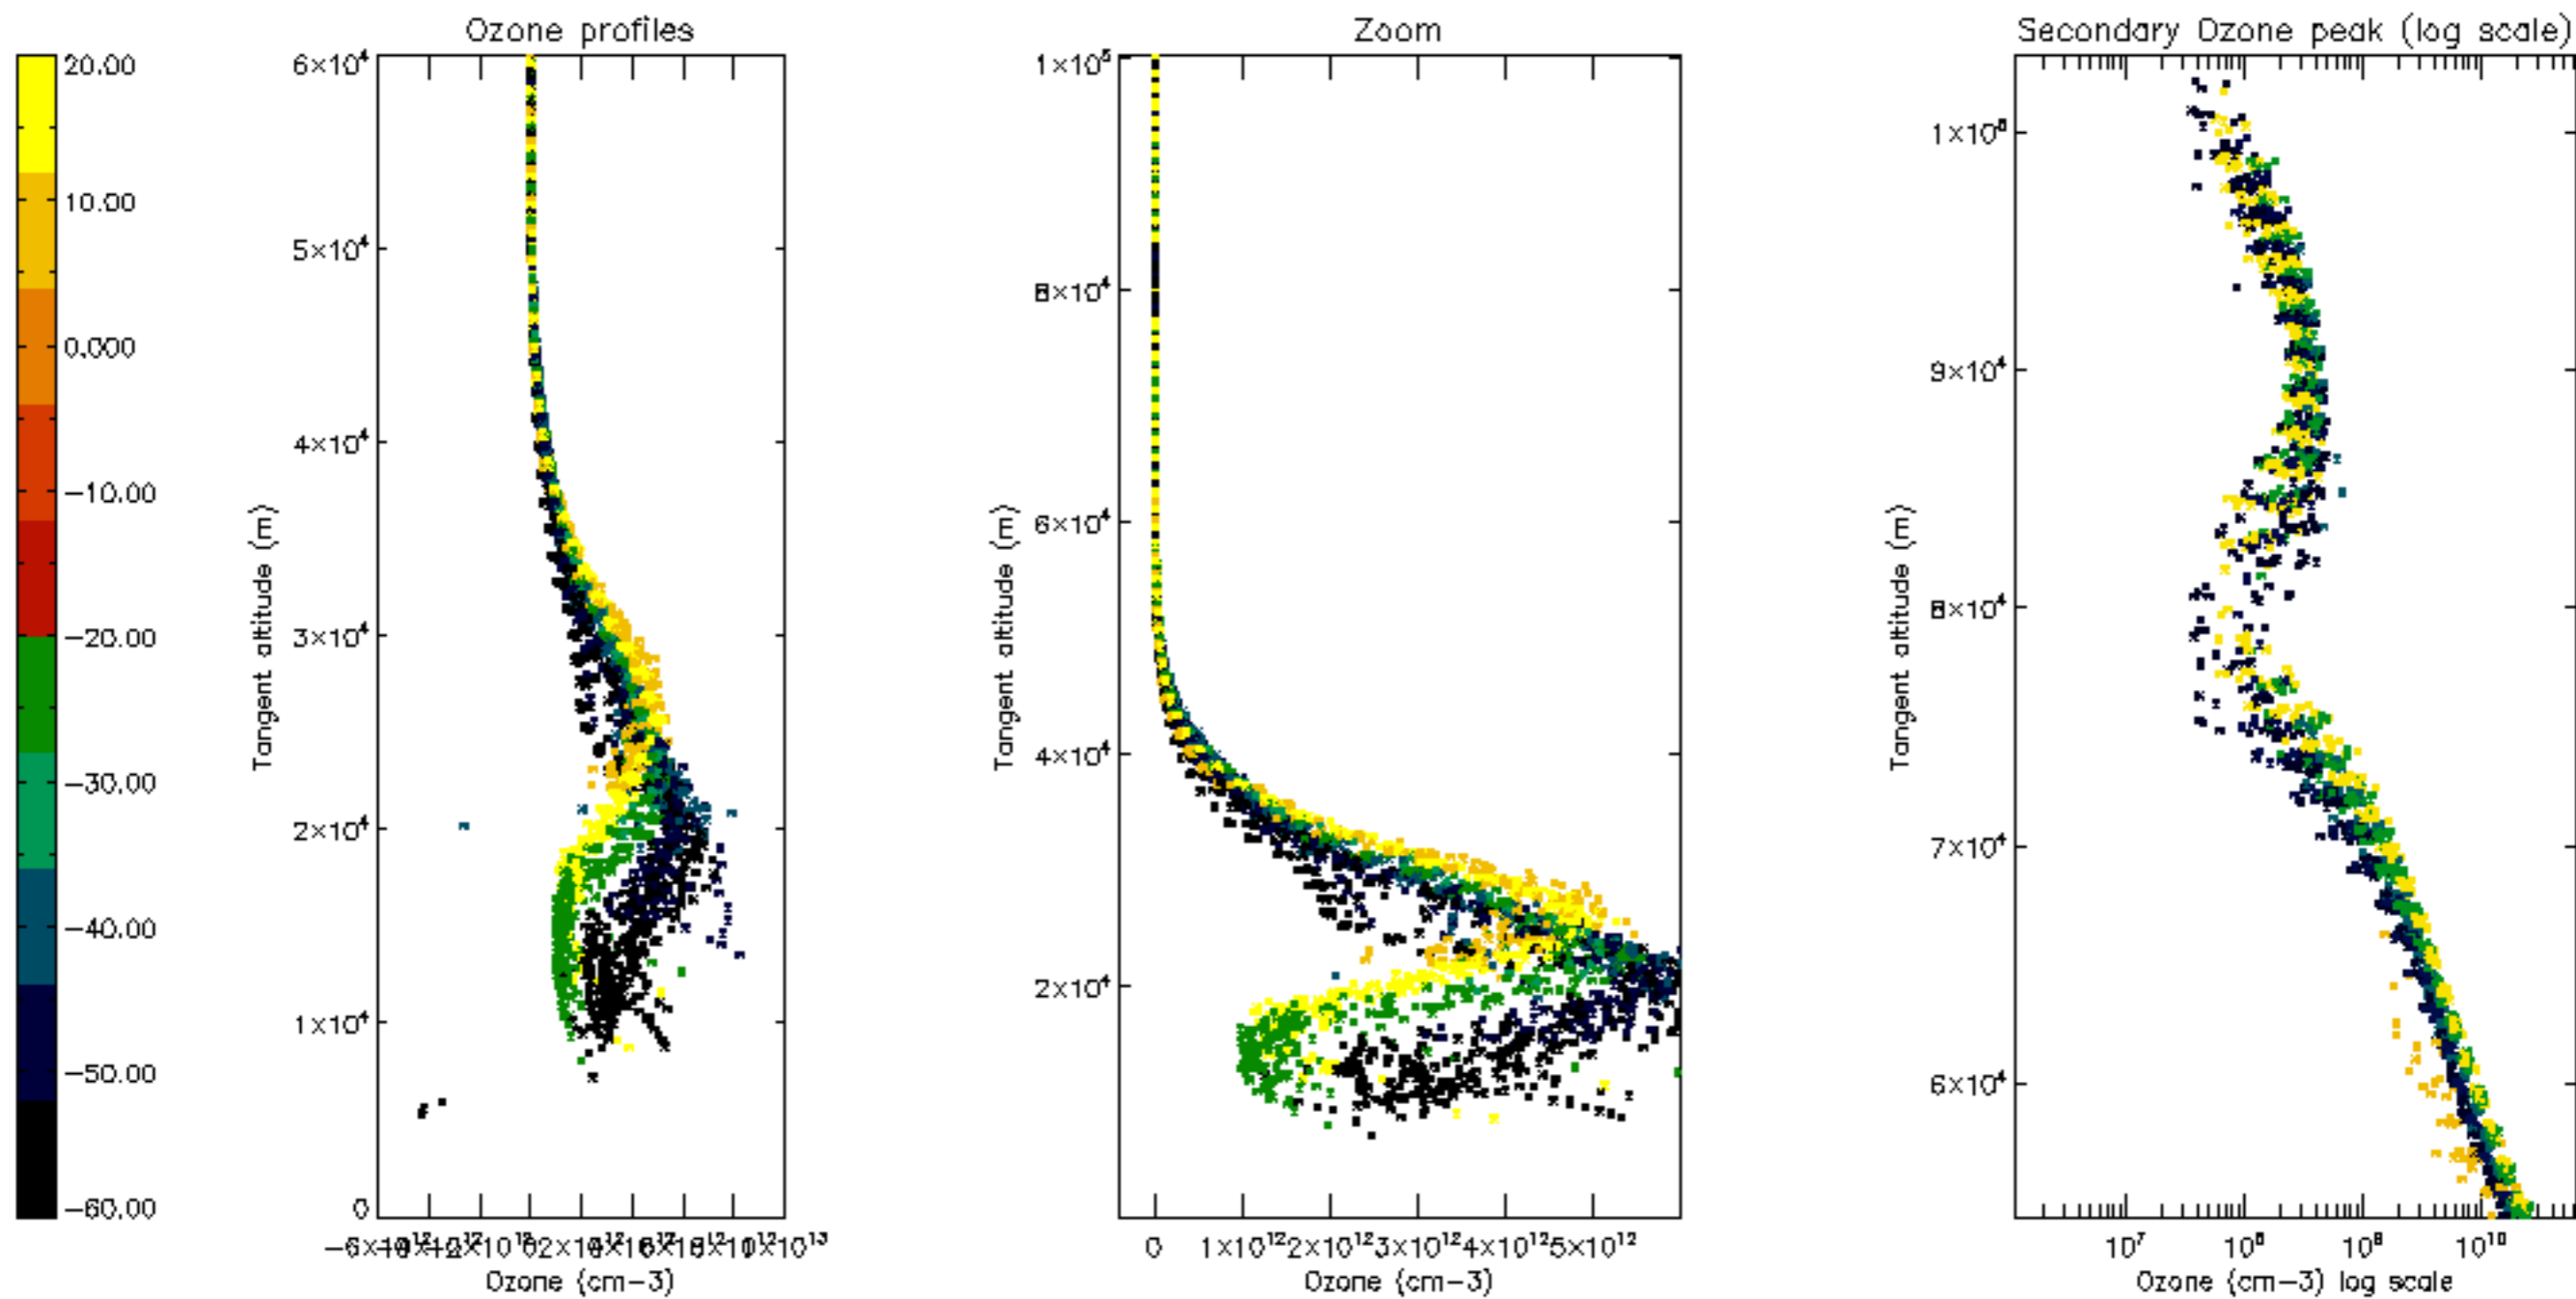 Ozone profiles
Zoom
Secondary Ozone peak (log scale)
20.00
10.00
0.000
−10.00
−20.00
−30.00
−40.00
−50.00
−60.00
6×10⁴
5×10⁴
4×10⁴
3×10⁴
2×10⁴
1×10⁴
0
Tangent altitude (m)
Ozone (cm−3)
1×10⁵
8×10⁴
6×10⁴
4×10⁴
2×10⁴
Tangent altitude (m)
0 1×10¹² 2×10¹² 3×10¹² 4×10¹² 5×10¹²
Ozone (cm−3)
9×10⁴
8×10⁴
7×10⁴
6×10⁴
Tangent altitude (m)
10⁷ 10⁸ 10⁹ 10¹⁰
Ozone (cm−3) log scale